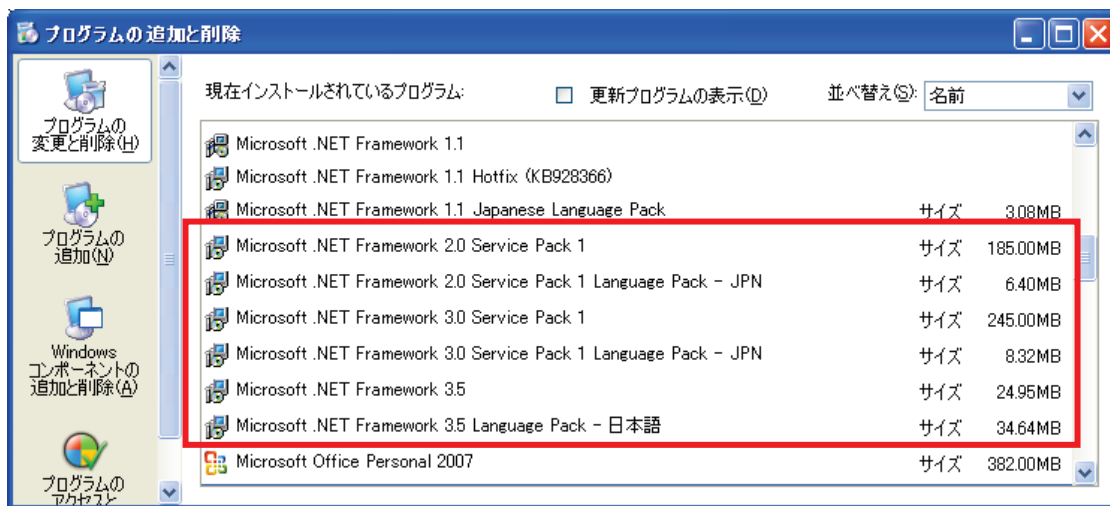 プログラムの追加と削除
プログラムの
変更と削除(H)
プログラムの
追加(N)
Windows
コンポーネントの
追加と削除(A)
プログラムの
アクセスと
現在インストールされているプログラム:
更新プログラムの表示(D)
並べ替え(S):
名前
Microsoft .NET Framework 1.1
Microsoft .NET Framework 1.1 Hotfix (KB928366)
Microsoft .NET Framework 1.1 Japanese Language Pack サイズ 3.08MB
Microsoft .NET Framework 2.0 Service Pack 1 サイズ 185.00MB
Microsoft .NET Framework 2.0 Service Pack 1 Language Pack - JPN サイズ 6.40MB
Microsoft .NET Framework 3.0 Service Pack 1 サイズ 245.00MB
Microsoft .NET Framework 3.0 Service Pack 1 Language Pack - JPN サイズ 8.32MB
Microsoft .NET Framework 3.5 サイズ 24.95MB
Microsoft .NET Framework 3.5 Language Pack - 日本語 サイズ 34.64MB
Microsoft Office Personal 2007 サイズ 382.00MB